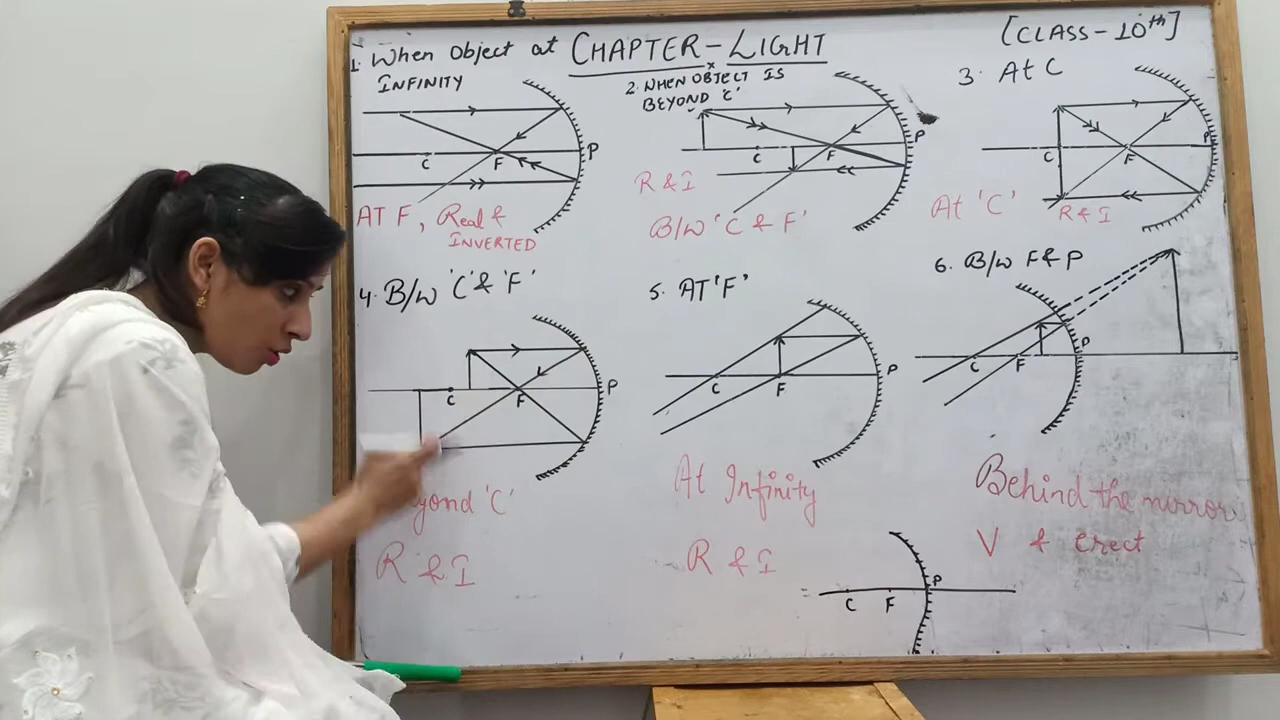 CHAPTER-LIGHT
[CLASS-10th]
1. When Object at
INFINITY
C F P
AT F, Real &
INVERTED
2. WHEN OBJECT IS
BEYOND 'C'
C F P
R & I
B/W 'C & F'
3. At C
C F P
At 'C' R & I
4. B/W 'C' & 'F'
C F P
yond 'C'
R & I
5. AT 'F'
C F P
At Infinity
R & I
6. B/W F & P
C F P
Behind the mirror
V & erect
C F P